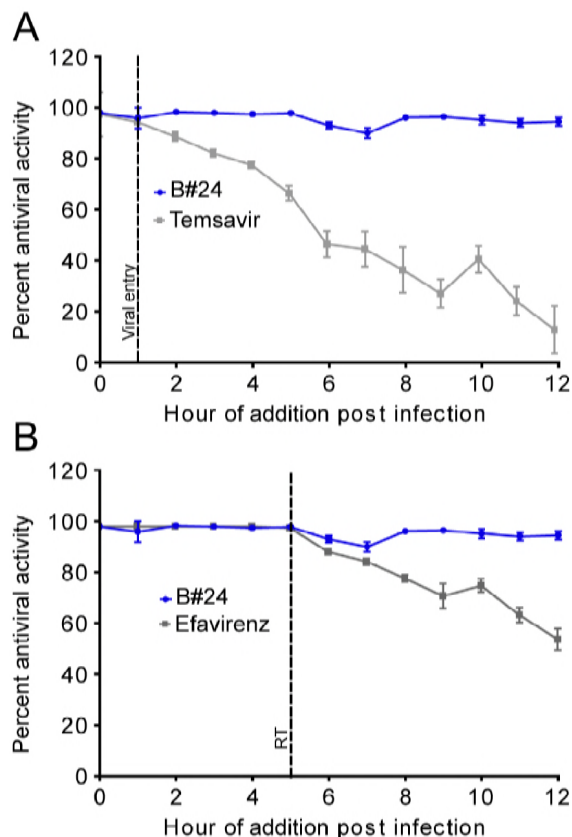 A
120
100
80
60
40
20
0
Percent antiviral activity
B#24
Temsavir
Viral entry
0 2 4 6 8 10 12
Hour of addition post infection
B
120
100
80
60
40
20
0
Percent antiviral activity
B#24
Efavirenz
RT
0 2 4 6 8 10 12
Hour of addition post infection